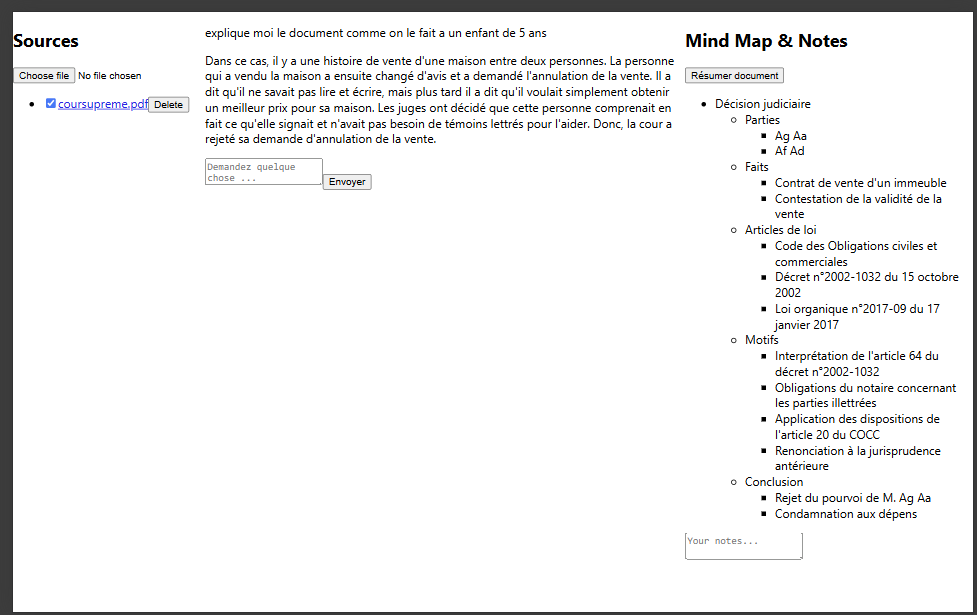 Sources
Choose file No file chosen
coursupreme.pdf Delete
explique moi le document comme on le fait a un enfant de 5 ans
Dans ce cas, il y a une histoire de vente d'une maison entre deux personnes. La personne
qui a vendu la maison a ensuite changé d'avis et a demandé l'annulation de la vente. Il a
dit qu'il ne savait pas lire et écrire, mais plus tard il a dit qu'il voulait simplement obtenir
un meilleur prix pour sa maison. Les juges ont décidé que cette personne comprenait en
fait ce qu'elle signait et n'avait pas besoin de témoins lettrés pour l'aider. Donc, la cour a
rejeté sa demande d'annulation de la vente.
Demandez quelque
chose ...
Envoyer
Mind Map & Notes
Résumer document
Décision judiciaire
Parties
Ag Aa
Af Ad
Faits
Contrat de vente d'un immeuble
Contestation de la validité de la
vente
Articles de loi
Code des Obligations civiles et
commerciales
Décret n°2002-1032 du 15 octobre
2002
Loi organique n°2017-09 du 17
janvier 2017
Motifs
Interprétation de l'article 64 du
décret n°2002-1032
Obligations du notaire concernant
les parties illettrées
Application des dispositions de
l'article 20 du COCC
Renonciation à la jurisprudence
antérieure
Conclusion
Rejet du pourvoi de M. Ag Aa
Condamnation aux dépens
Your notes...